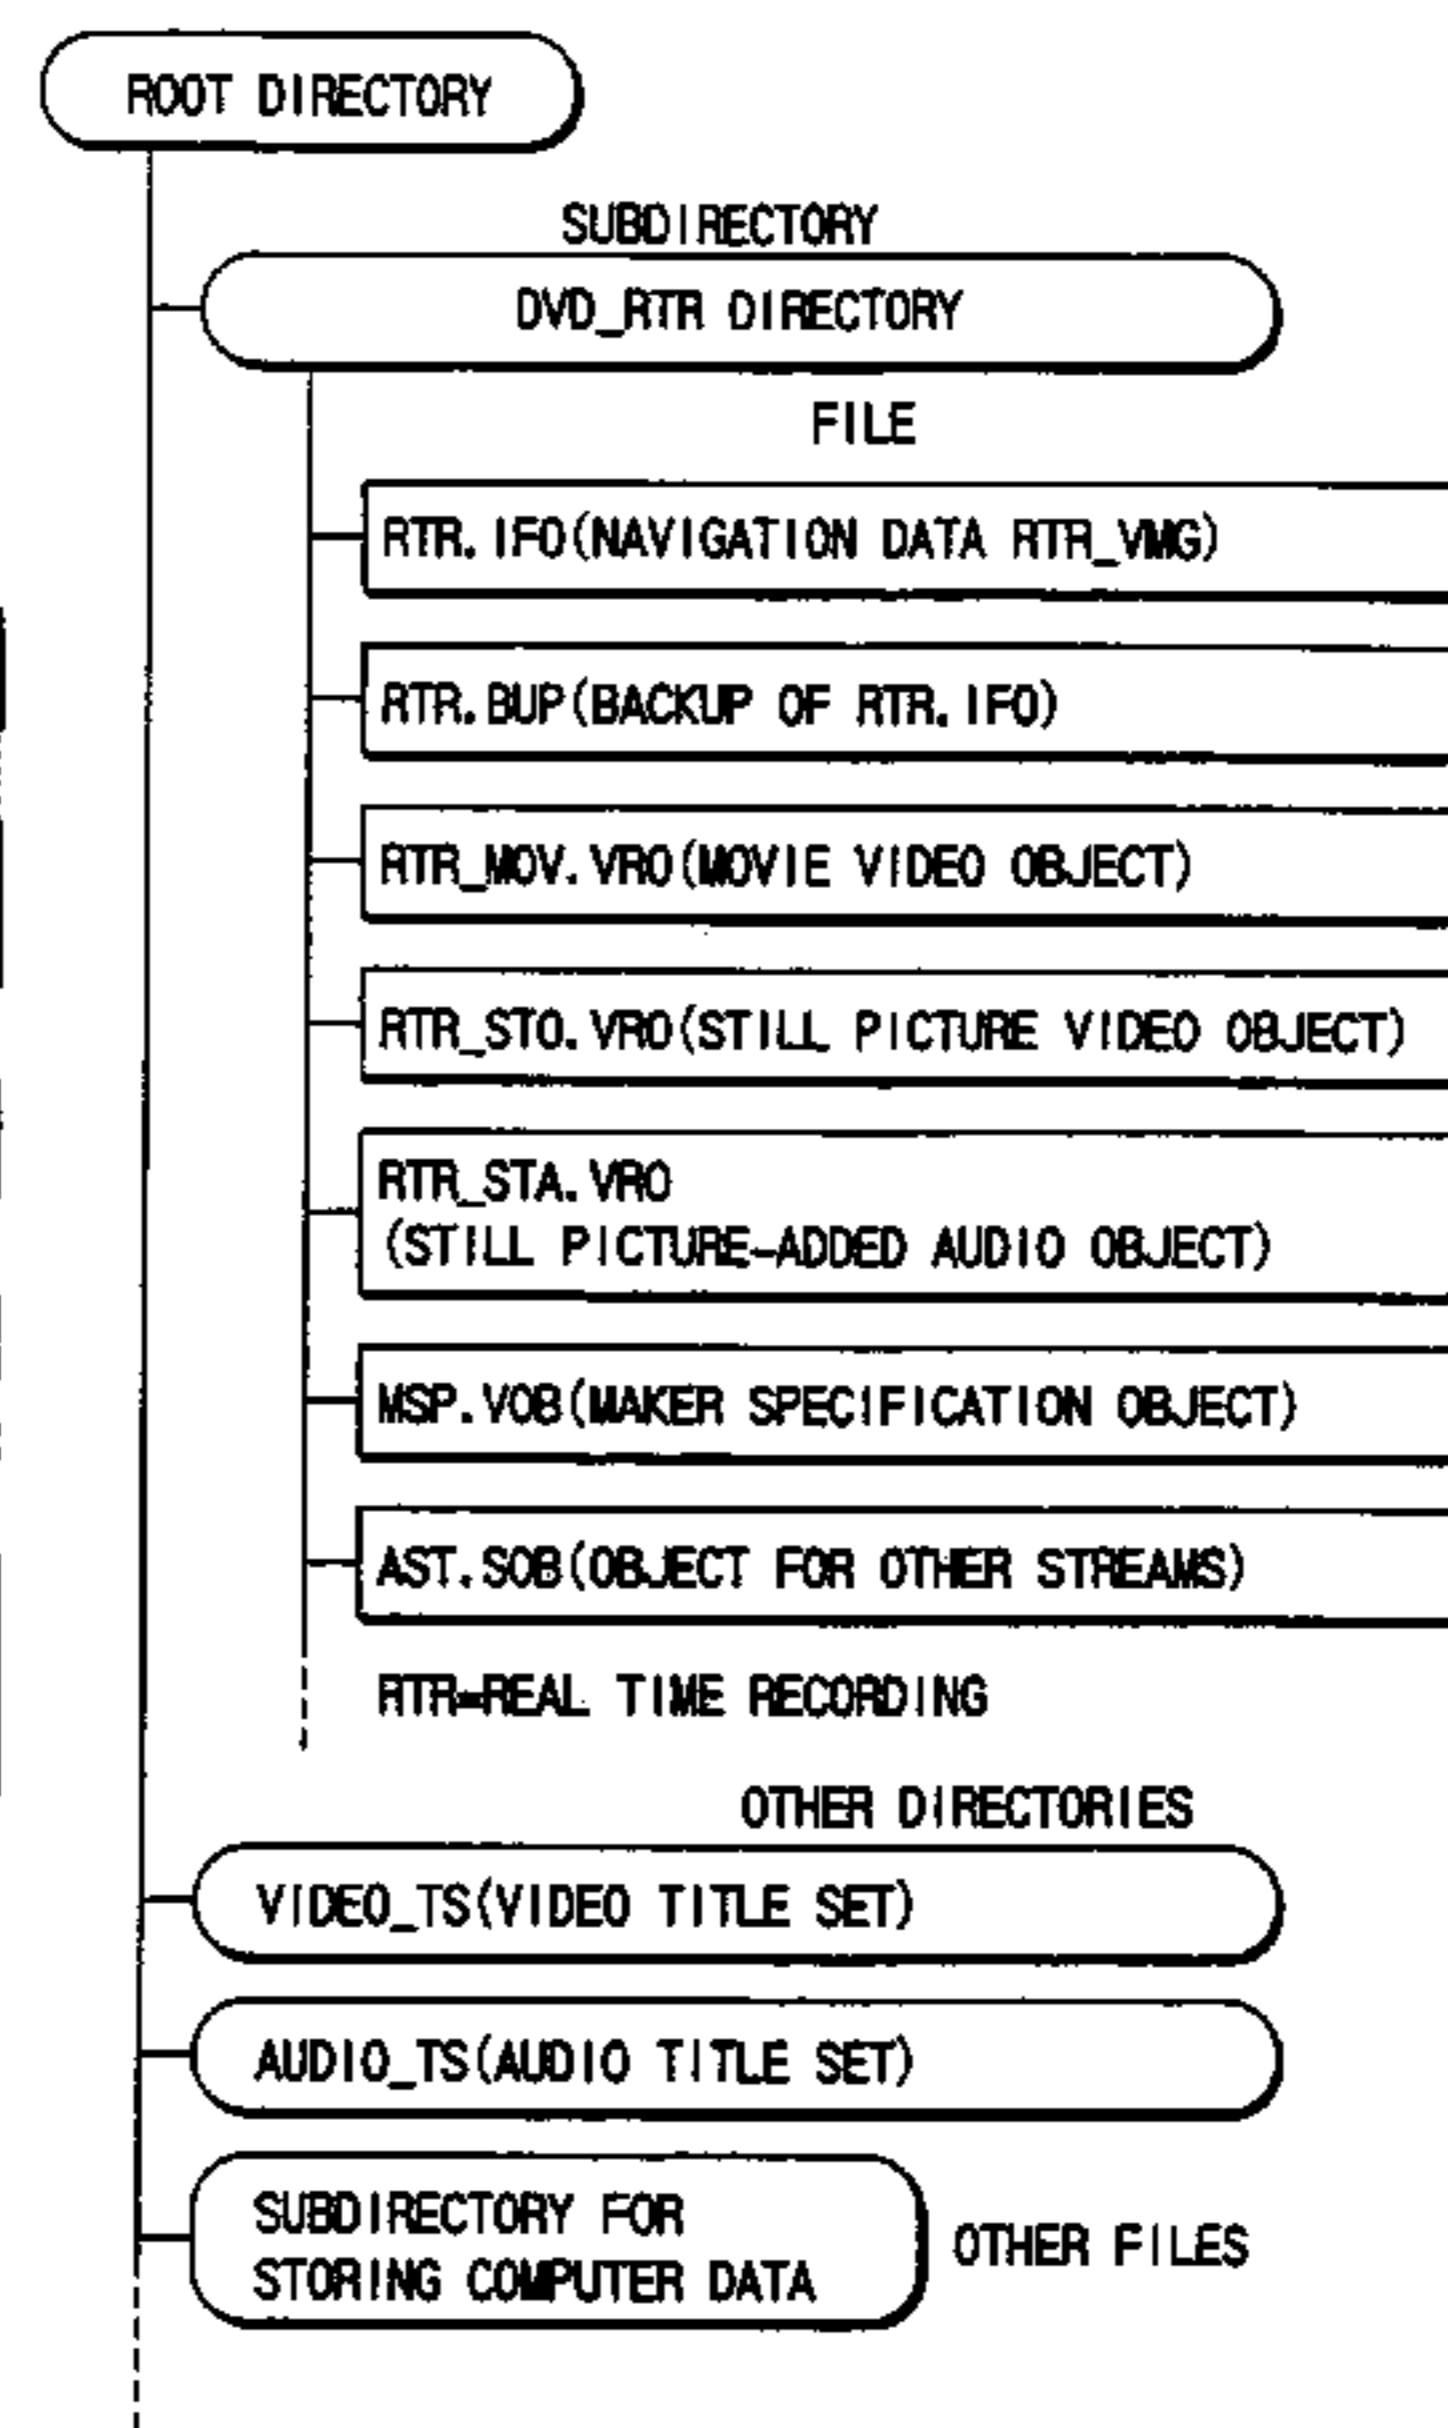 ROOT DIRECTORY
SUBDIRECTORY
DVD_RTR DIRECTORY
FILE
RTR.IFO(NAVIGATION DATA RTR_VMG)
RTR.BUP(BACKUP OF RTR.IFO)
RTR_MOV.VRO(MOVIE VIDEO OBJECT)
RTR_STO.VRO(STILL PICTURE VIDEO OBJECT)
RTR_STA.VRO
(STILL PICTURE-ADDED AUDIO OBJECT)
MSP.VOB(MAKER SPECIFICATION OBJECT)
AST.SOB(OBJECT FOR OTHER STREAMS)
RTR=REAL TIME RECORDING
OTHER DIRECTORIES
VIDEO_TS(VIDEO TITLE SET)
AUDIO_TS(AUDIO TITLE SET)
SUBDIRECTORY FOR
STORING COMPUTER DATA
OTHER FILES